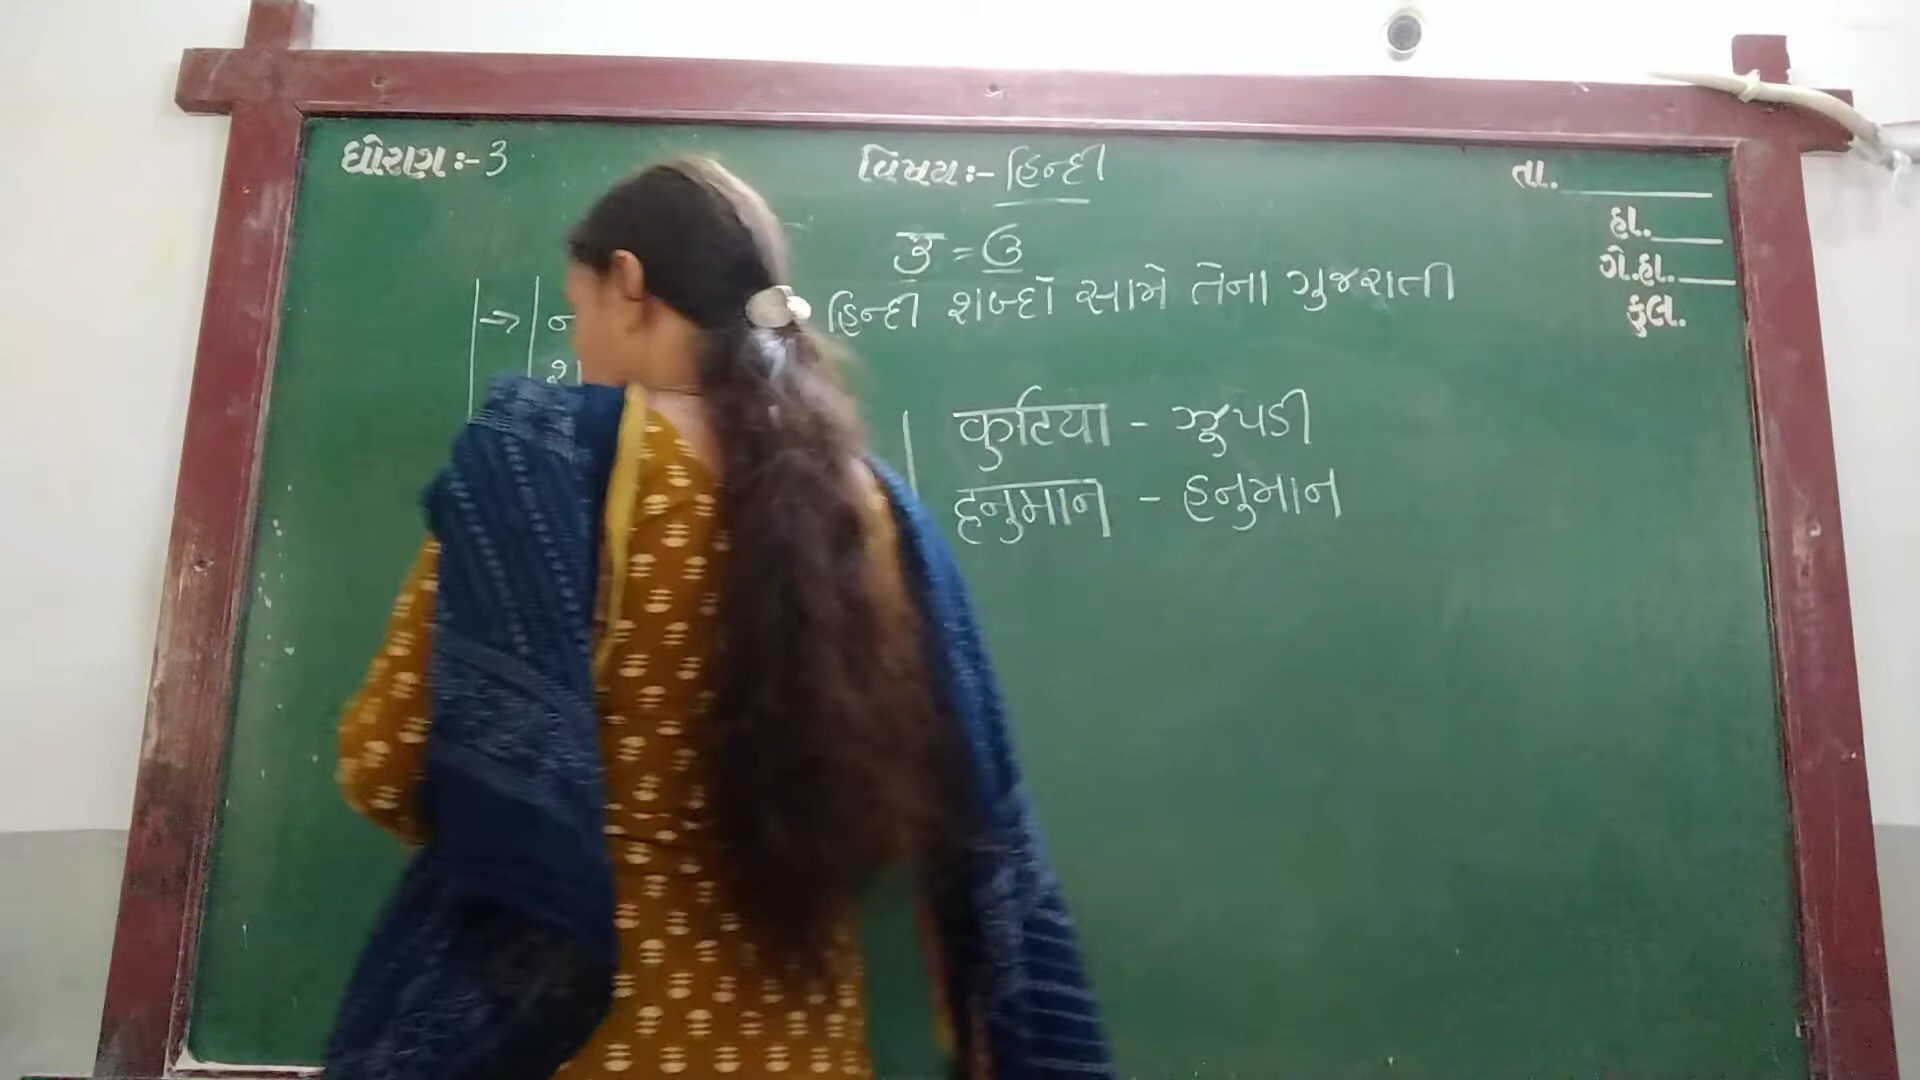 ધોરણ:- 3
વિષય:- હિન્દી
તા.
હા.
ગે.હા.
કુલ.
उ = ઉ
→ હિન્દી શબ્દો સામે તેના ગુજરાતી
कुटिया - ઝુપડી
हनुमान - હનુમાન